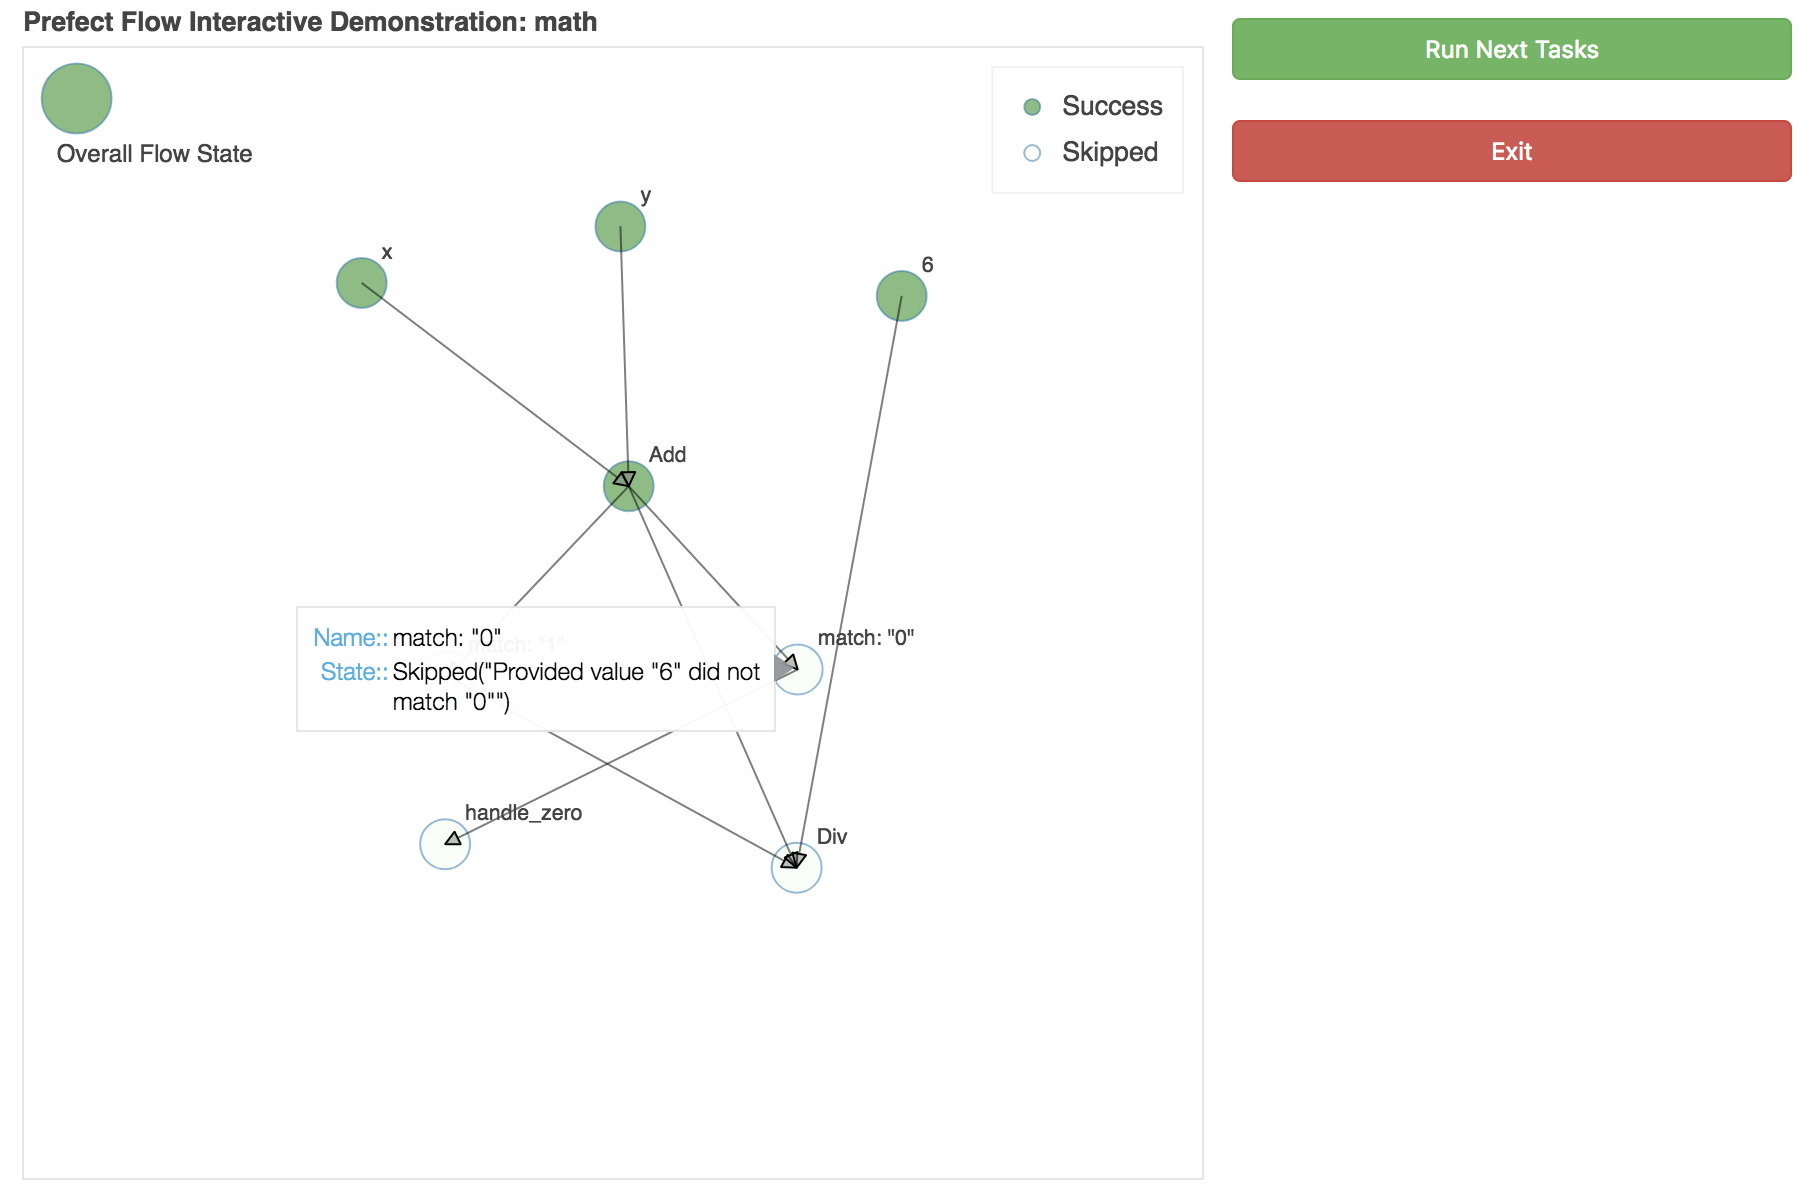 Prefect Flow Interactive Demonstration: math
Run Next Tasks
Exit
Overall Flow State
Success
Skipped
y
x
6
Add
match: "1"
match: "0"
Name:: match: "0"
State:: Skipped("Provided value "6" did not
match "0"")
handle_zero
Div